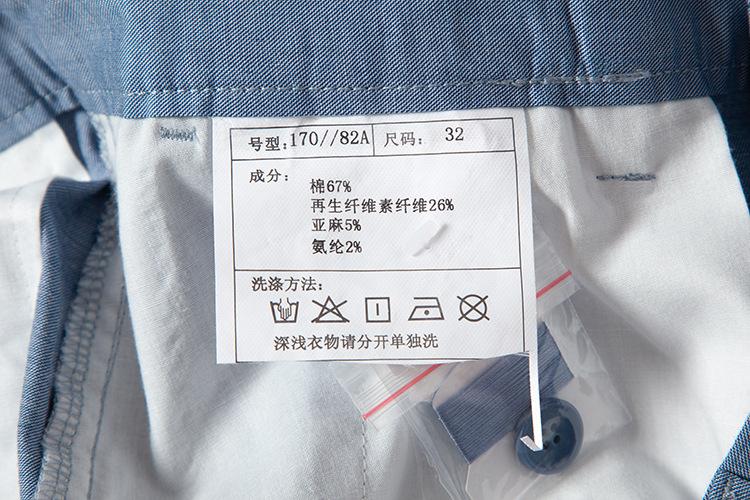 号型: 170//82A 尺码: 32
成分:
棉67%
再生纤维素纤维26%
亚麻5%
氨纶2%
洗涤方法:
深浅衣物请分开单独洗